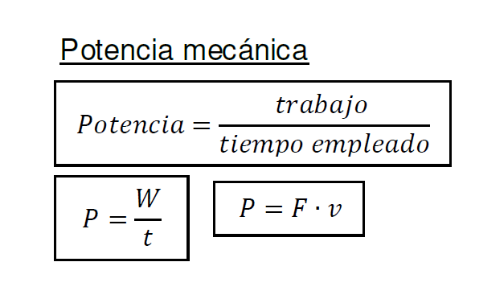 Potencia mecánica
Potencia = trabajo / tiempo empleado
P = W / t
P = F · v